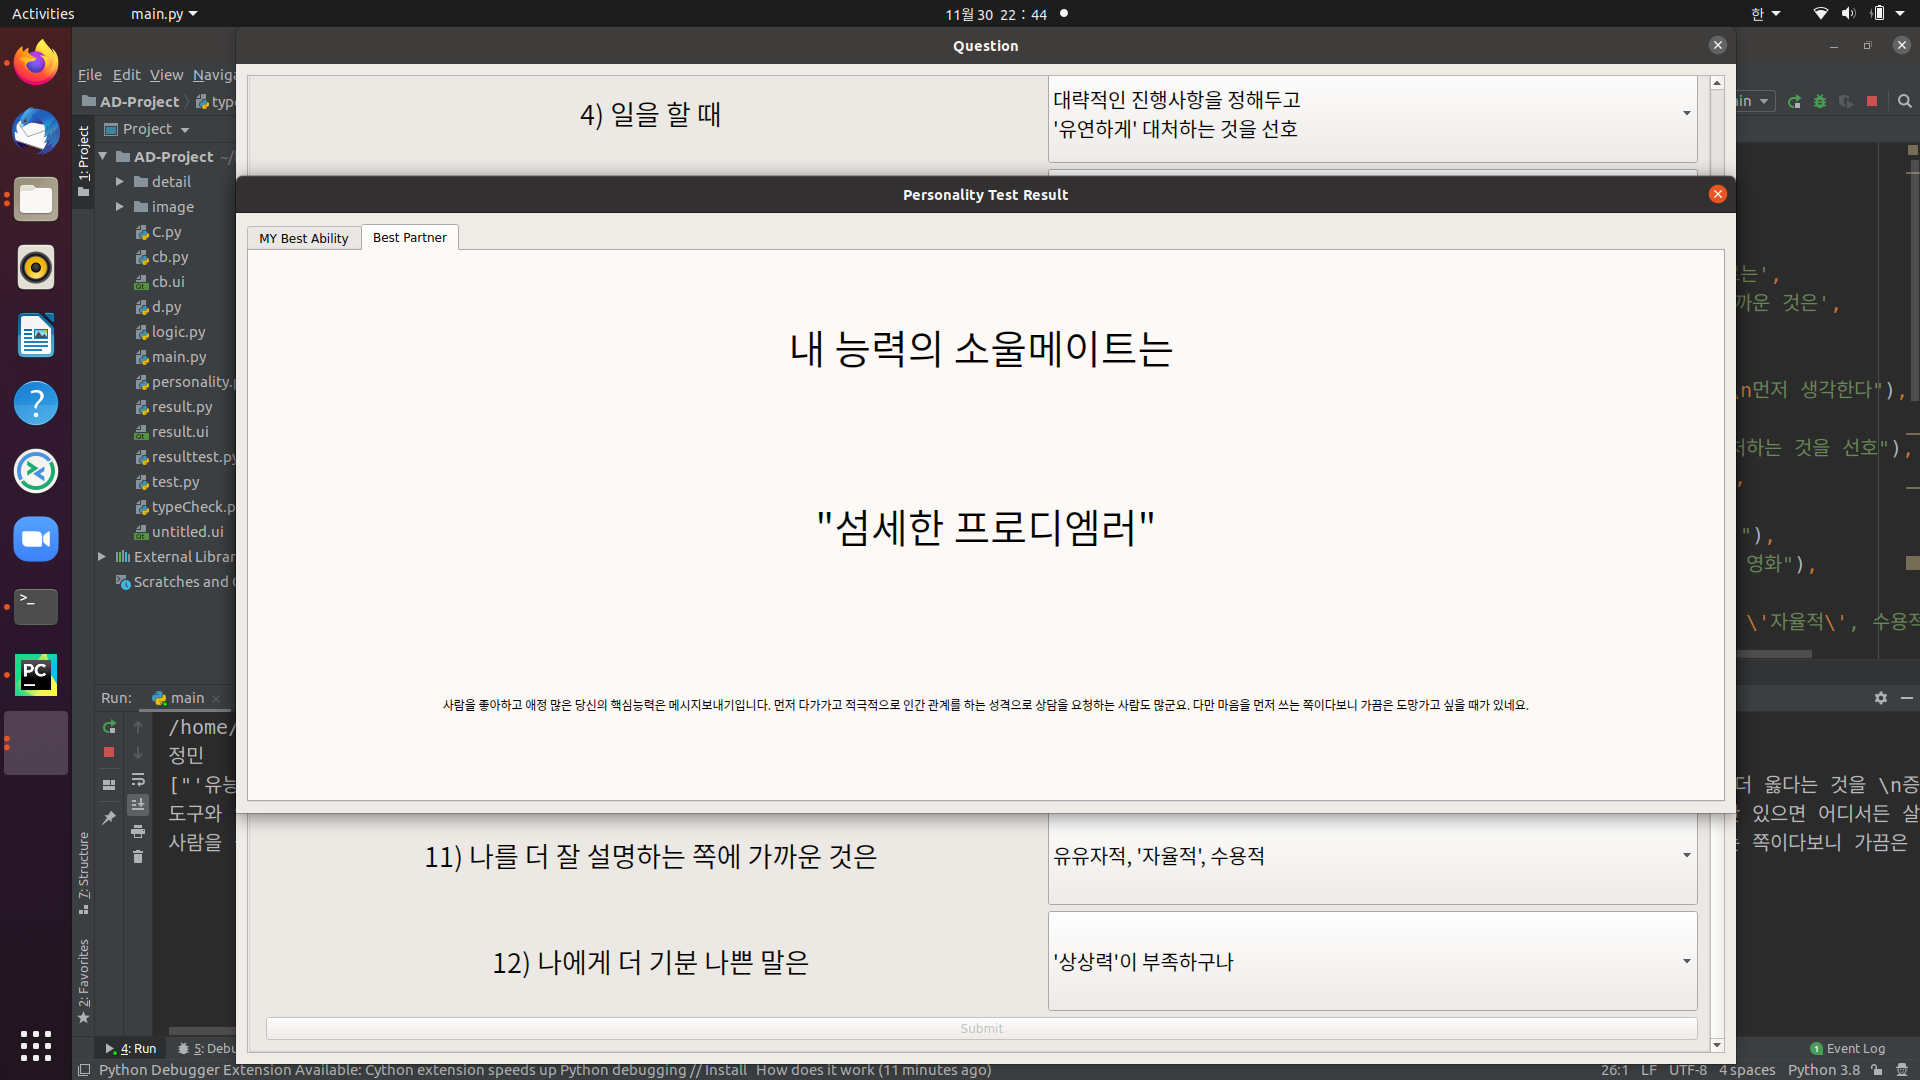 Activities
main.py
11월 30 22 : 44
한
Question
File Edit View Naviga
AD-Project
type
Project
AD-Project ~/
detail
image
C.py
cb.py
cb.ui
d.py
logic.py
main.py
personality.p
result.py
result.ui
resulttest.py
test.py
typeCheck.p
untitled.ui
External Librar
Scratches and C
1: Project
7: Structure
2: Favorites
4) 일을 할 때
대략적인 진행사항을 정해두고
'유연하게' 대처하는 것을 선호
Personality Test Result
MY Best Ability
Best Partner
내 능력의 소울메이트는
"섬세한 프로디엠러"
사람을 좋아하고 애정 많은 당신의 핵심능력은 메시지보내기입니다. 먼저 다가가고 적극적으로 인간 관계를 하는 성격으로 상담을 요청하는 사람도 많군요. 다만 마음을 먼저 쓰는 쪽이다보니 가끔은 도망가고 싶을 때가 있네요.
11) 나를 더 잘 설명하는 쪽에 가까운 것은
유유자적, '자율적', 수용적
12) 나에게 더 기분 나쁜 말은
'상상력'이 부족하구나
Submit
는',
까운 것은',
\n먼저 생각한다"),
처하는 것을 선호"),
"),
영화"),
\'자율적\', 수용적
Run:
main
/home/
정민
["'유능
더 옳다는 것을 \n증
도구와
있으면 어디서든 살
사람을
쪽이다보니 가끔은
4: Run
5: Debu
1 Event Log
Python Debugger Extension Available: Cython extension speeds up Python debugging // Install How does it work (11 minutes ago)
26:1 LF UTF-8 4 spaces Python 3.8